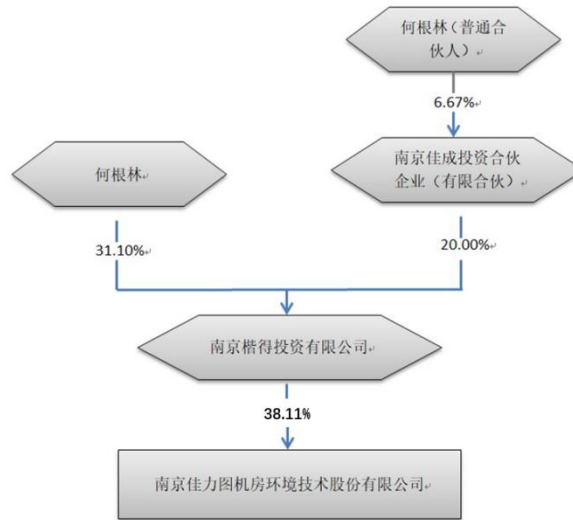 何根林（普通合
伙人）
6.67%
南京佳成投资合伙
企业（有限合伙）
何根林
31.10%
20.00%
南京楷得投资有限公司
38.11%
南京佳力图机房环境技术股份有限公司